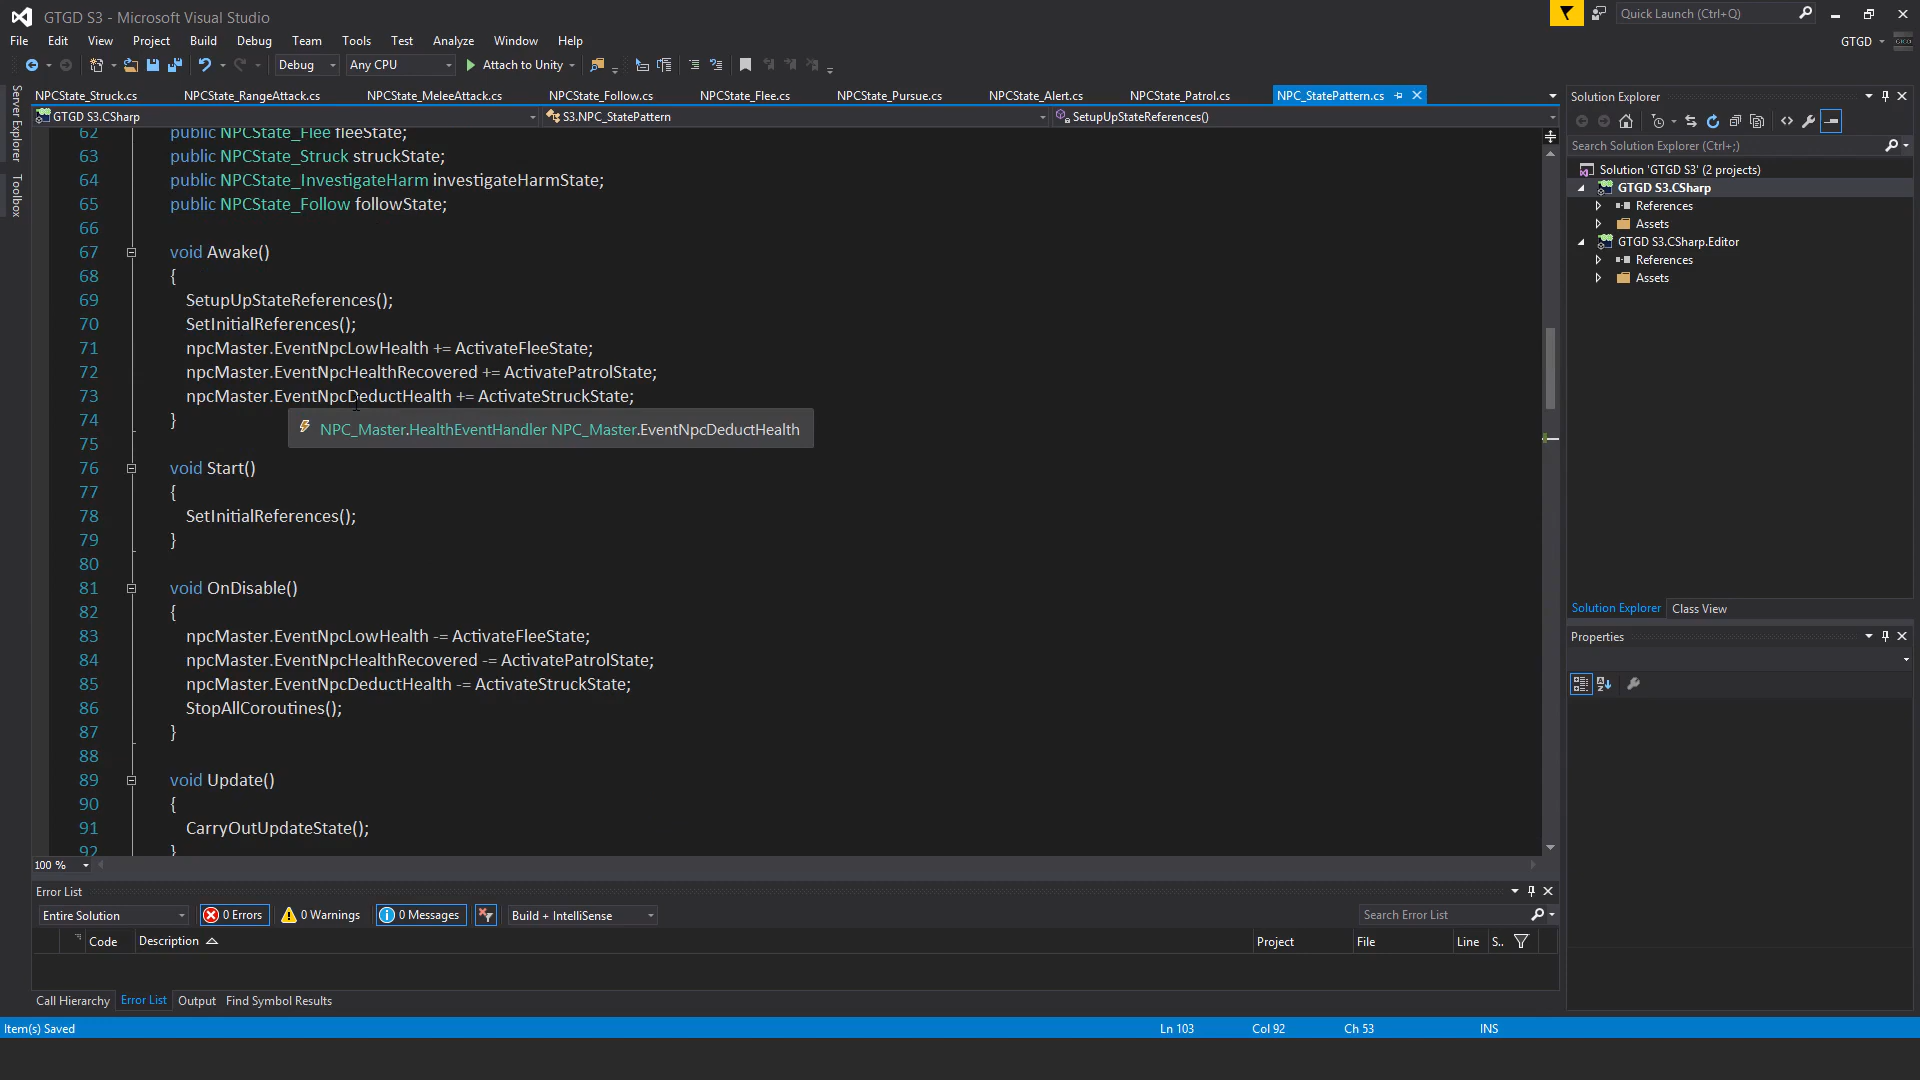 GTGD S3 - Microsoft Visual Studio
Quick Launch (Ctrl+Q)
File Edit View Project Build Debug Team Tools Test Analyze Window Help
GTGD
Debug Any CPU Attach to Unity
Server Explorer
Toolbox
NPCState_Struck.cs NPCState_RangeAttack.cs NPCState_MeleeAttack.cs NPCState_Follow.cs NPCState_Flee.cs NPCState_Pursue.cs NPCState_Alert.cs NPCState_Patrol.cs NPC_StatePattern.cs
GTGD S3.CSharp S3.NPC_StatePattern SetupUpStateReferences()
62 public NPCState_Flee fleeState;
63 public NPCState_Struck struckState;
64 public NPCState_InvestigateHarm investigateHarmState;
65 public NPCState_Follow followState;
66
67 void Awake()
68 {
69 SetupUpStateReferences();
70 SetInitialReferences();
71 npcMaster.EventNpcLowHealth += ActivateFleeState;
72 npcMaster.EventNpcHealthRecovered += ActivatePatrolState;
73 npcMaster.EventNpcDeductHealth += ActivateStruckState;
74 }
NPC_Master.HealthEventHandler NPC_Master.EventNpcDeductHealth
75
76 void Start()
77 {
78 SetInitialReferences();
79 }
80
81 void OnDisable()
82 {
83 npcMaster.EventNpcLowHealth -= ActivateFleeState;
84 npcMaster.EventNpcHealthRecovered -= ActivatePatrolState;
85 npcMaster.EventNpcDeductHealth -= ActivateStruckState;
86 StopAllCoroutines();
87 }
88
89 void Update()
90 {
91 CarryOutUpdateState();
92 }
100 %
Solution Explorer
Search Solution Explorer (Ctrl+;)
Solution 'GTGD S3' (2 projects)
GTGD S3.CSharp
References
Assets
GTGD S3.CSharp.Editor
References
Assets
Solution Explorer Class View
Properties
Error List
Entire Solution 0 Errors 0 Warnings 0 Messages Build + IntelliSense Search Error List
Code Description Project File Line S..
Call Hierarchy Error List Output Find Symbol Results
Item(s) Saved Ln 103 Col 92 Ch 53 INS